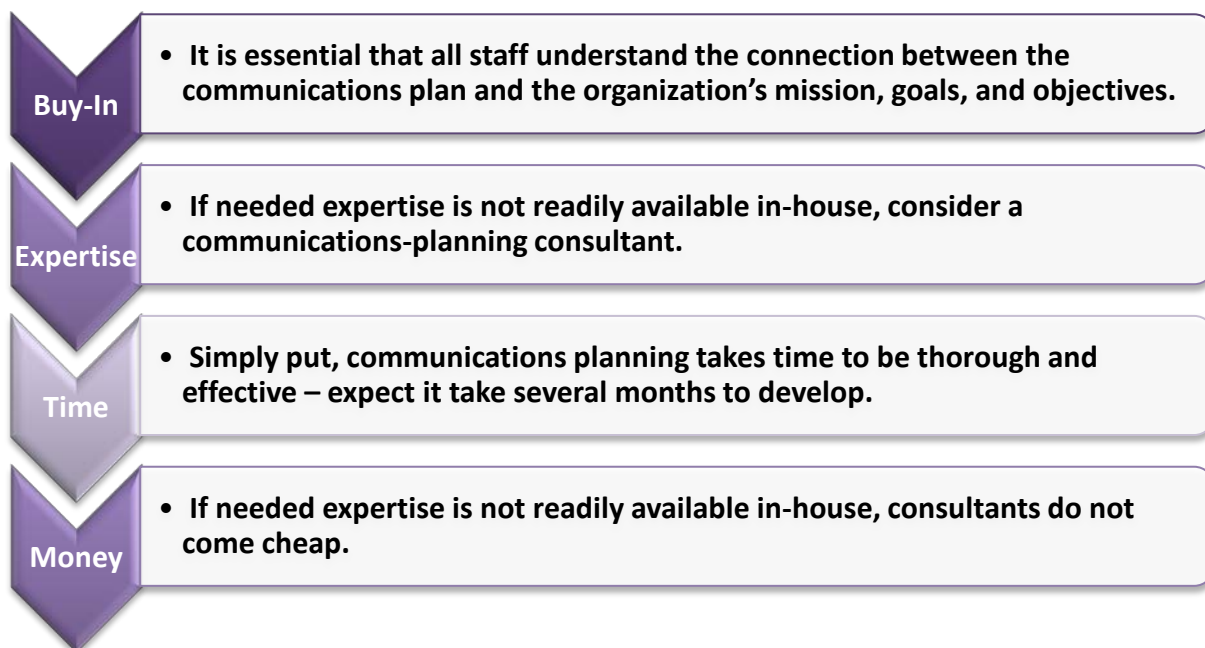 Buy-In
• It is essential that all staff understand the connection between the
communications plan and the organization’s mission, goals, and objectives.
Expertise
• If needed expertise is not readily available in-house, consider a
communications-planning consultant.
Time
• Simply put, communications planning takes time to be thorough and
effective – expect it take several months to develop.
Money
• If needed expertise is not readily available in-house, consultants do not
come cheap.